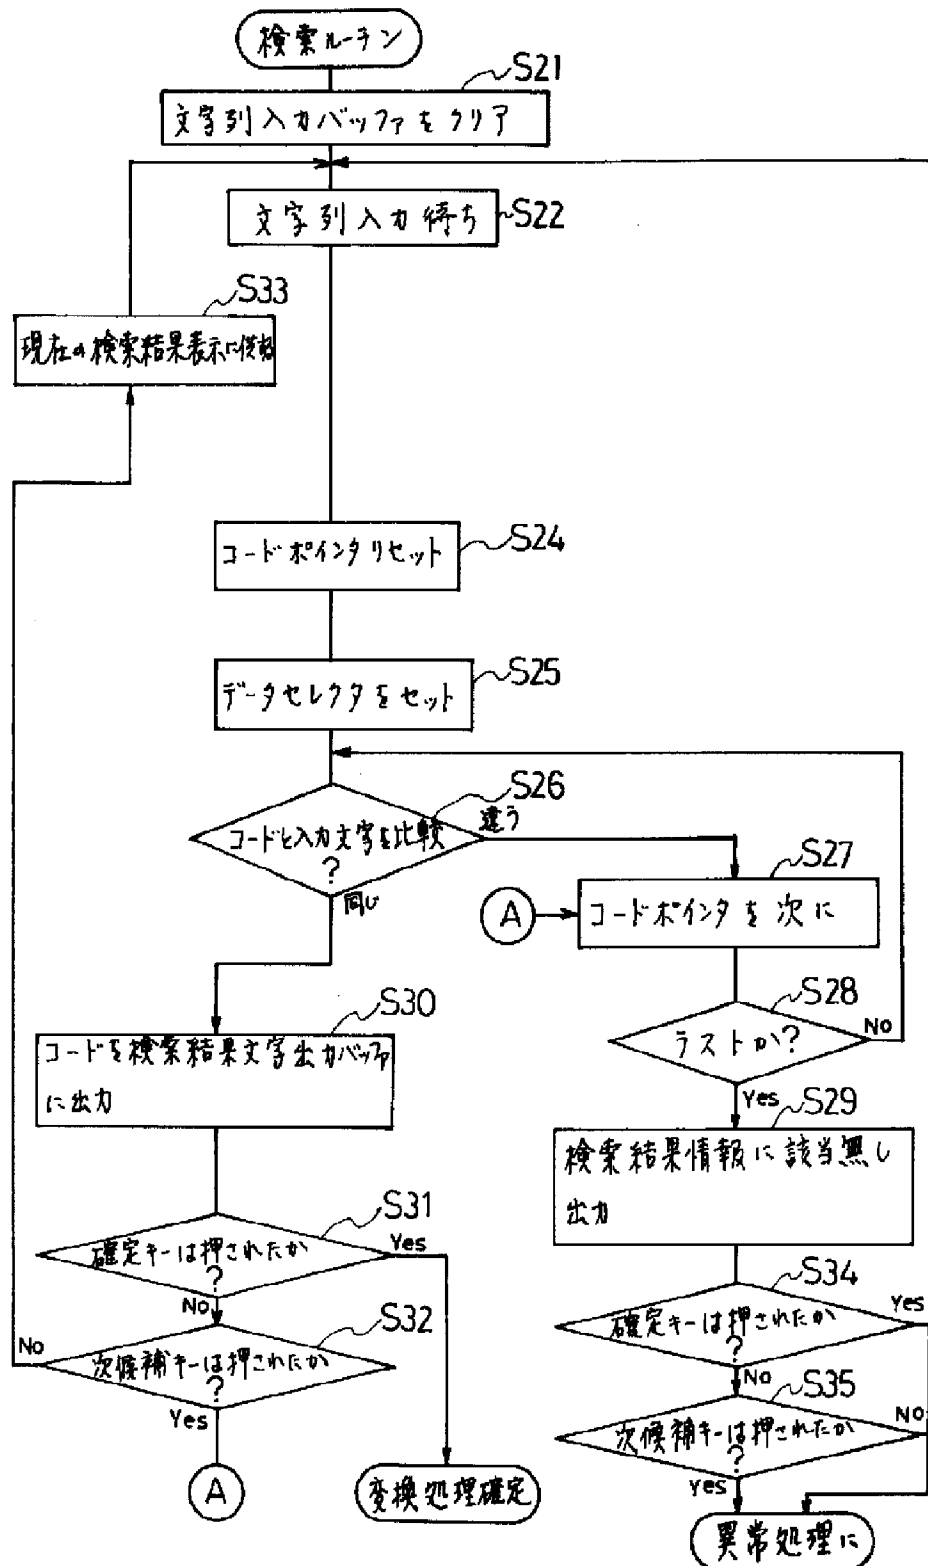 検索ルーチン
S21
文字列入力バッファをクリア
文字列入力待ち
S22
S33
現在の検索結果表示に供給
S24
コードポインタリセット
S25
データセレクタをセット
S26
コードと入力文字を比較
?
違う
同じ
S27
A
コードポインタを次に
S28
ラストか?
No
Yes
S30
コードを検索結果文字出力バッファ
に出力
S29
検索結果情報に該当無し
出力
S31
確定キーは押されたか
?
Yes
No
S32
次候補キーは押されたか
?
No
Yes
A
変換処理確定
S34
確定キーは押されたか
?
Yes
No
S35
次候補キーは押されたか
?
No
Yes
異常処理に